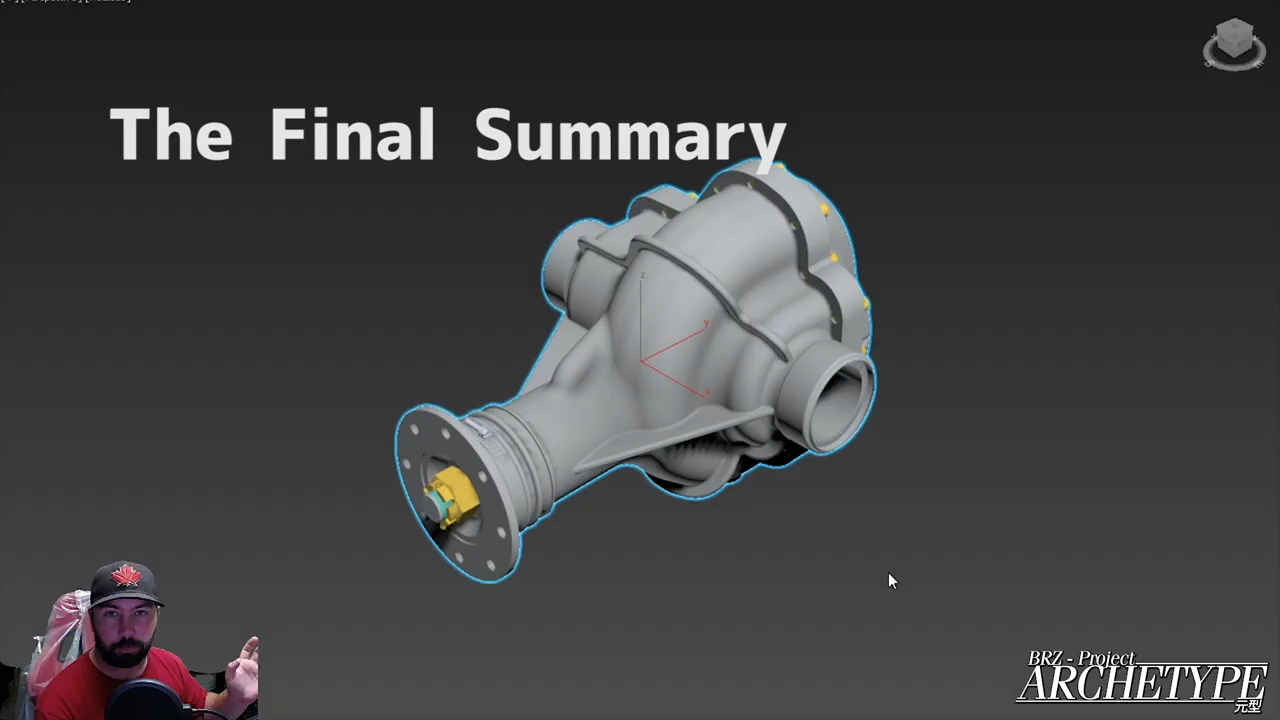 The Final Summary
z
y
x
BRZ - Project
ARCHETYPE
元型